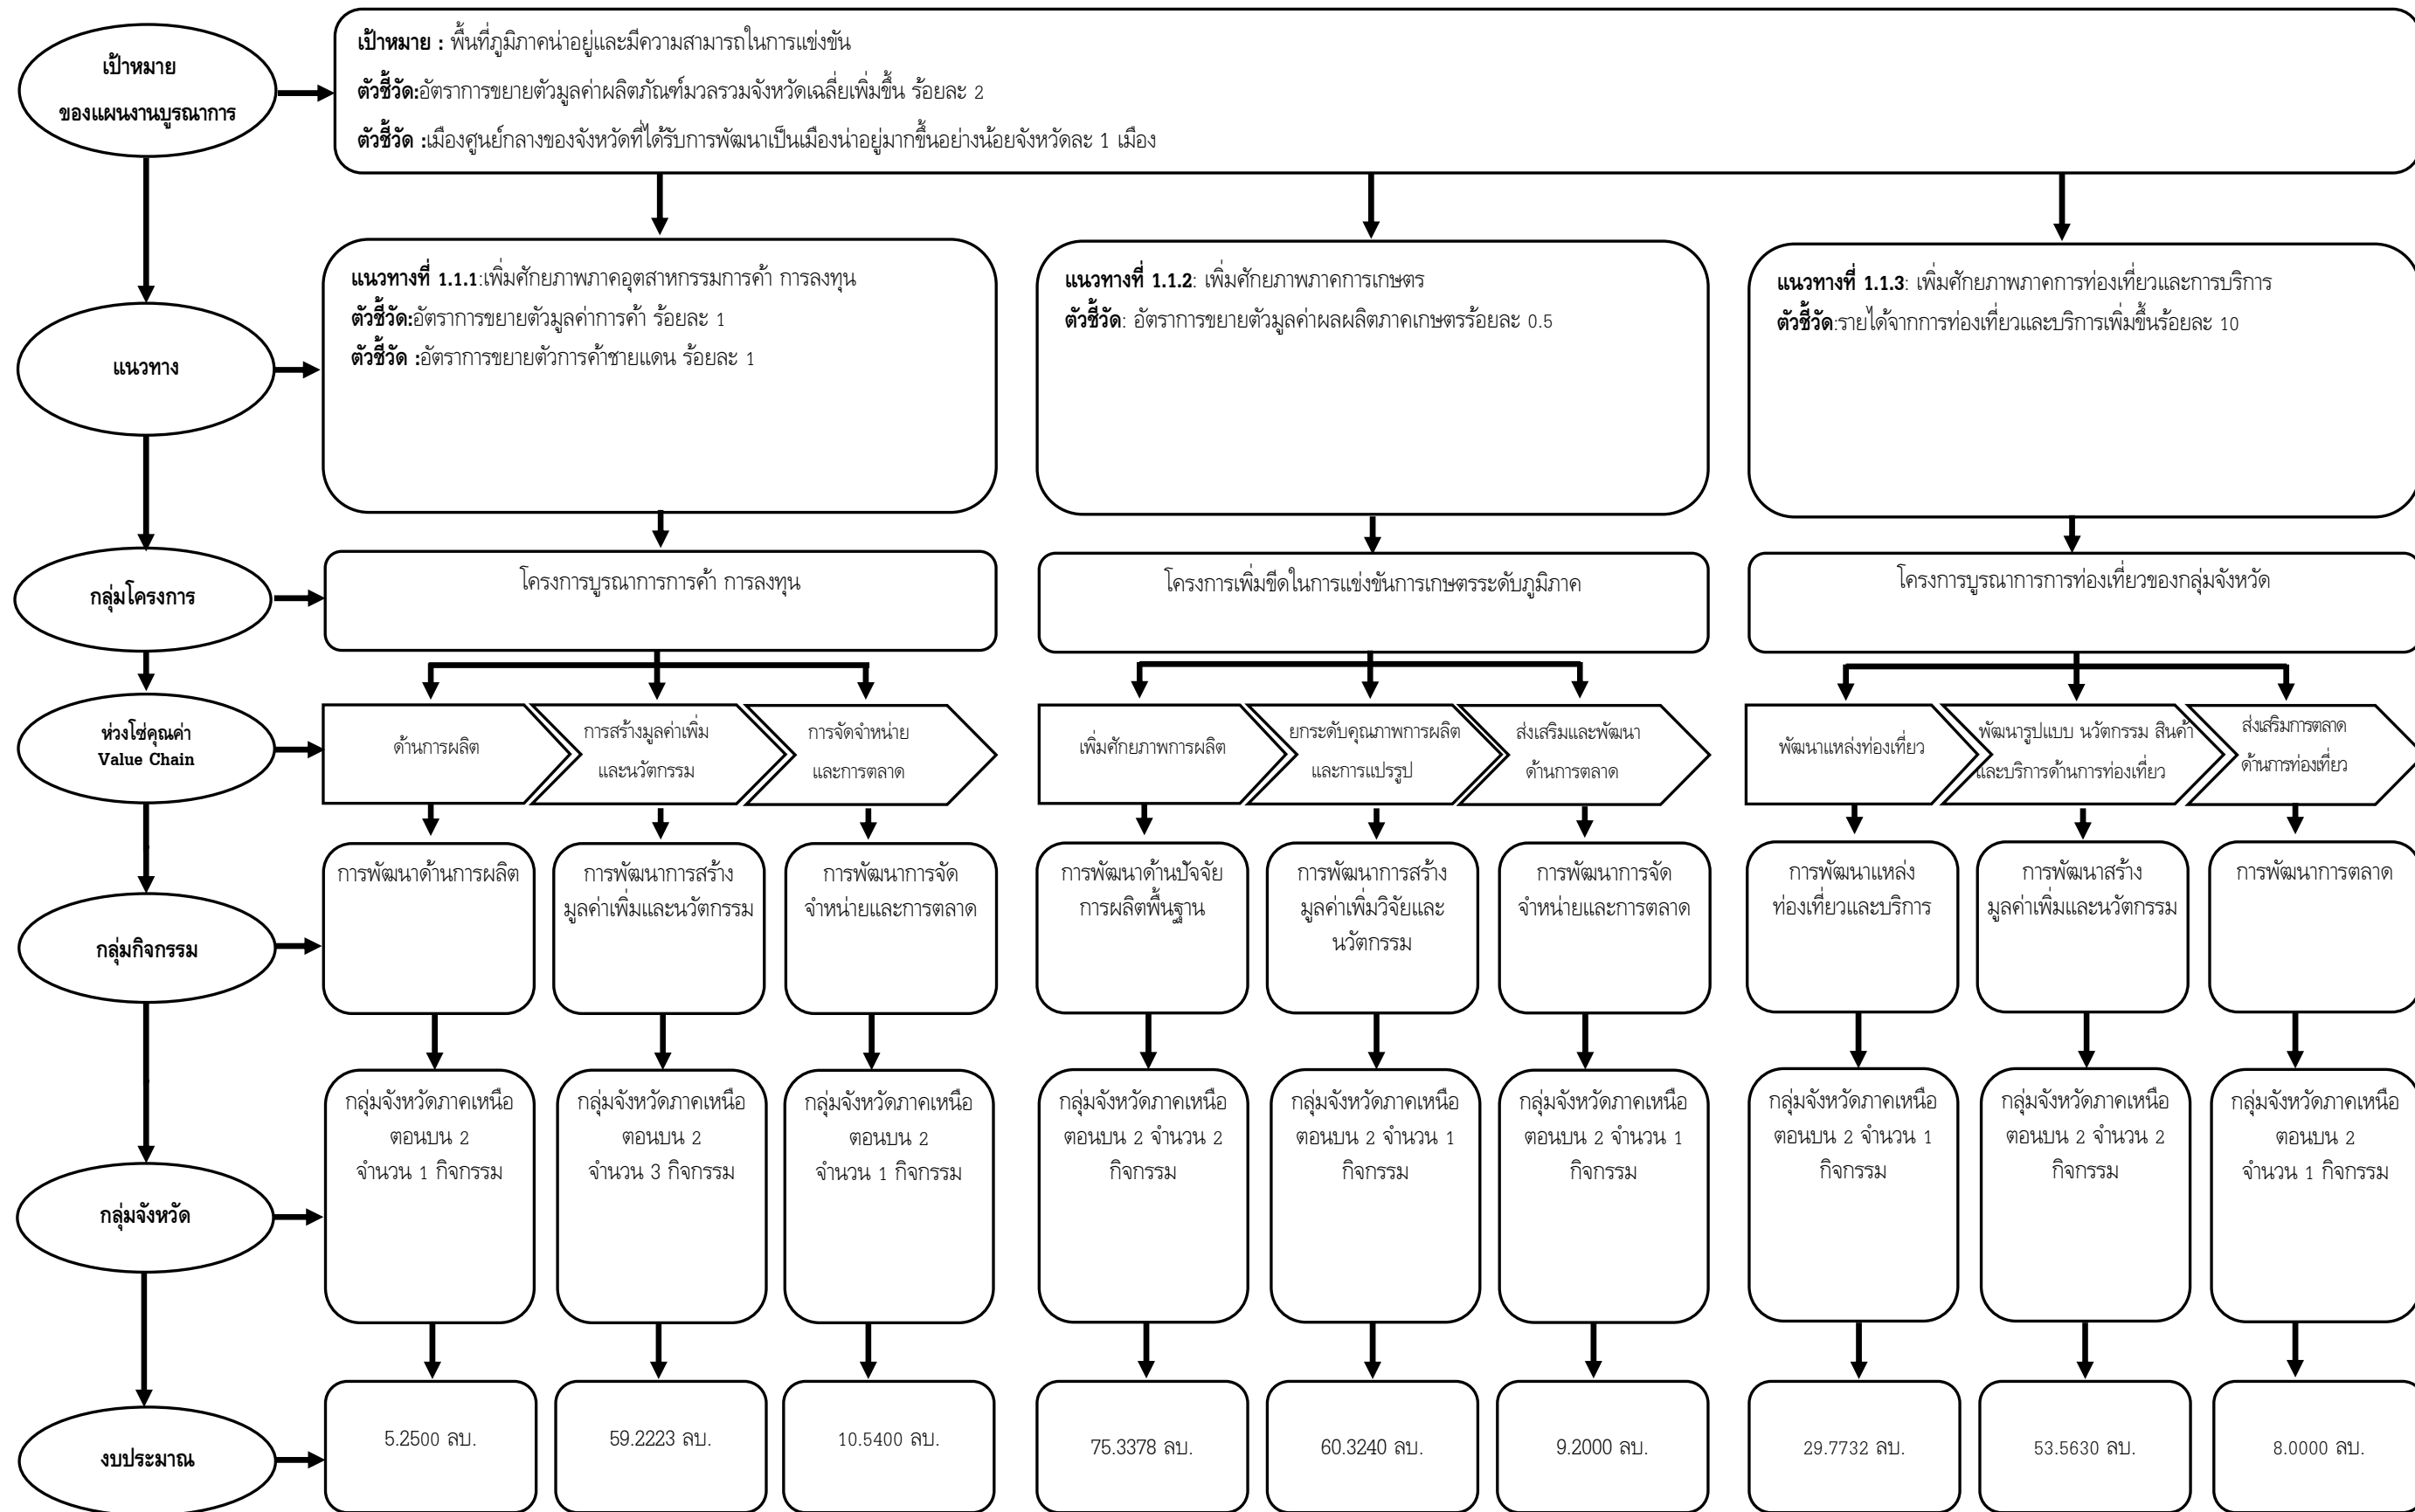 เป้าหมาย
ของแผนงานบูรณาการ
เป้าหมาย : พื้นที่ภูมิภาคน่าอยู่และมีความสามารถในการแข่งขัน
ตัวชี้วัด:อัตราการขยายตัวมูลค่าผลิตภัณฑ์มวลรวมจังหวัดเฉลี่ยเพิ่มขึ้น ร้อยละ 2
ตัวชี้วัด :เมืองศูนย์กลางของจังหวัดที่ได้รับการพัฒนาเป็นเมืองน่าอยู่มากขึ้นอย่างน้อยจังหวัดละ 1 เมือง
แนวทาง
แนวทางที่ 1.1.1:เพิ่มศักยภาพภาคอุตสาหกรรมการค้า การลงทุน
ตัวชี้วัด:อัตราการขยายตัวมูลค่าการค้า ร้อยละ 1
ตัวชี้วัด :อัตราการขยายตัวการค้าชายแดน ร้อยละ 1
แนวทางที่ 1.1.2: เพิ่มศักยภาพภาคการเกษตร
ตัวชี้วัด: อัตราการขยายตัวมูลค่าผลผลิตภาคเกษตรร้อยละ 0.5
แนวทางที่ 1.1.3: เพิ่มศักยภาพภาคการท่องเที่ยวและการบริการ
ตัวชี้วัด:รายได้จากการท่องเที่ยวและบริการเพิ่มขึ้นร้อยละ 10
กลุ่มโครงการ
โครงการบูรณาการการค้า การลงทุน
โครงการเพิ่มขีดในการแข่งขันการเกษตรระดับภูมิภาค
โครงการบูรณาการการท่องเที่ยวของกลุ่มจังหวัด
ห่วงโซ่คุณค่า
Value Chain
ด้านการผลิต
การสร้างมูลค่าเพิ่ม
และนวัตกรรม
การจัดจำหน่าย
และการตลาด
เพิ่มศักยภาพการผลิต
ยกระดับคุณภาพการผลิต
และการแปรรูป
ส่งเสริมและพัฒนา
ด้านการตลาด
พัฒนาแหล่งท่องเที่ยว
พัฒนารูปแบบ นวัตกรรม สินค้า
และบริการด้านการท่องเที่ยว
ส่งเสริมการตลาด
ด้านการท่องเที่ยว
กลุ่มกิจกรรม
การพัฒนาด้านการผลิต
การพัฒนาการสร้าง
มูลค่าเพิ่มและนวัตกรรม
การพัฒนาการจัด
จำหน่ายและการตลาด
การพัฒนาด้านปัจจัย
การผลิตพื้นฐาน
การพัฒนาการสร้าง
มูลค่าเพิ่มวิจัยและ
นวัตกรรม
การพัฒนาการจัด
จำหน่ายและการตลาด
การพัฒนาแหล่ง
ท่องเที่ยวและบริการ
การพัฒนาสร้าง
มูลค่าเพิ่มและนวัตกรรม
การพัฒนาการตลาด
กลุ่มจังหวัด
กลุ่มจังหวัดภาคเหนือ
ตอนบน 2
จำนวน 1 กิจกรรม
กลุ่มจังหวัดภาคเหนือ
ตอนบน 2
จำนวน 3 กิจกรรม
กลุ่มจังหวัดภาคเหนือ
ตอนบน 2
จำนวน 1 กิจกรรม
กลุ่มจังหวัดภาคเหนือ
ตอนบน 2 จำนวน 2
กิจกรรม
กลุ่มจังหวัดภาคเหนือ
ตอนบน 2 จำนวน 1
กิจกรรม
กลุ่มจังหวัดภาคเหนือ
ตอนบน 2 จำนวน 1
กิจกรรม
กลุ่มจังหวัดภาคเหนือ
ตอนบน 2 จำนวน 1
กิจกรรม
กลุ่มจังหวัดภาคเหนือ
ตอนบน 2 จำนวน 2
กิจกรรม
กลุ่มจังหวัดภาคเหนือ
ตอนบน 2
จำนวน 1 กิจกรรม
งบประมาณ
5.2500 ลบ.
59.2223 ลบ.
10.5400 ลบ.
75.3378 ลบ.
60.3240 ลบ.
9.2000 ลบ.
29.7732 ลบ.
53.5630 ลบ.
8.0000 ลบ.